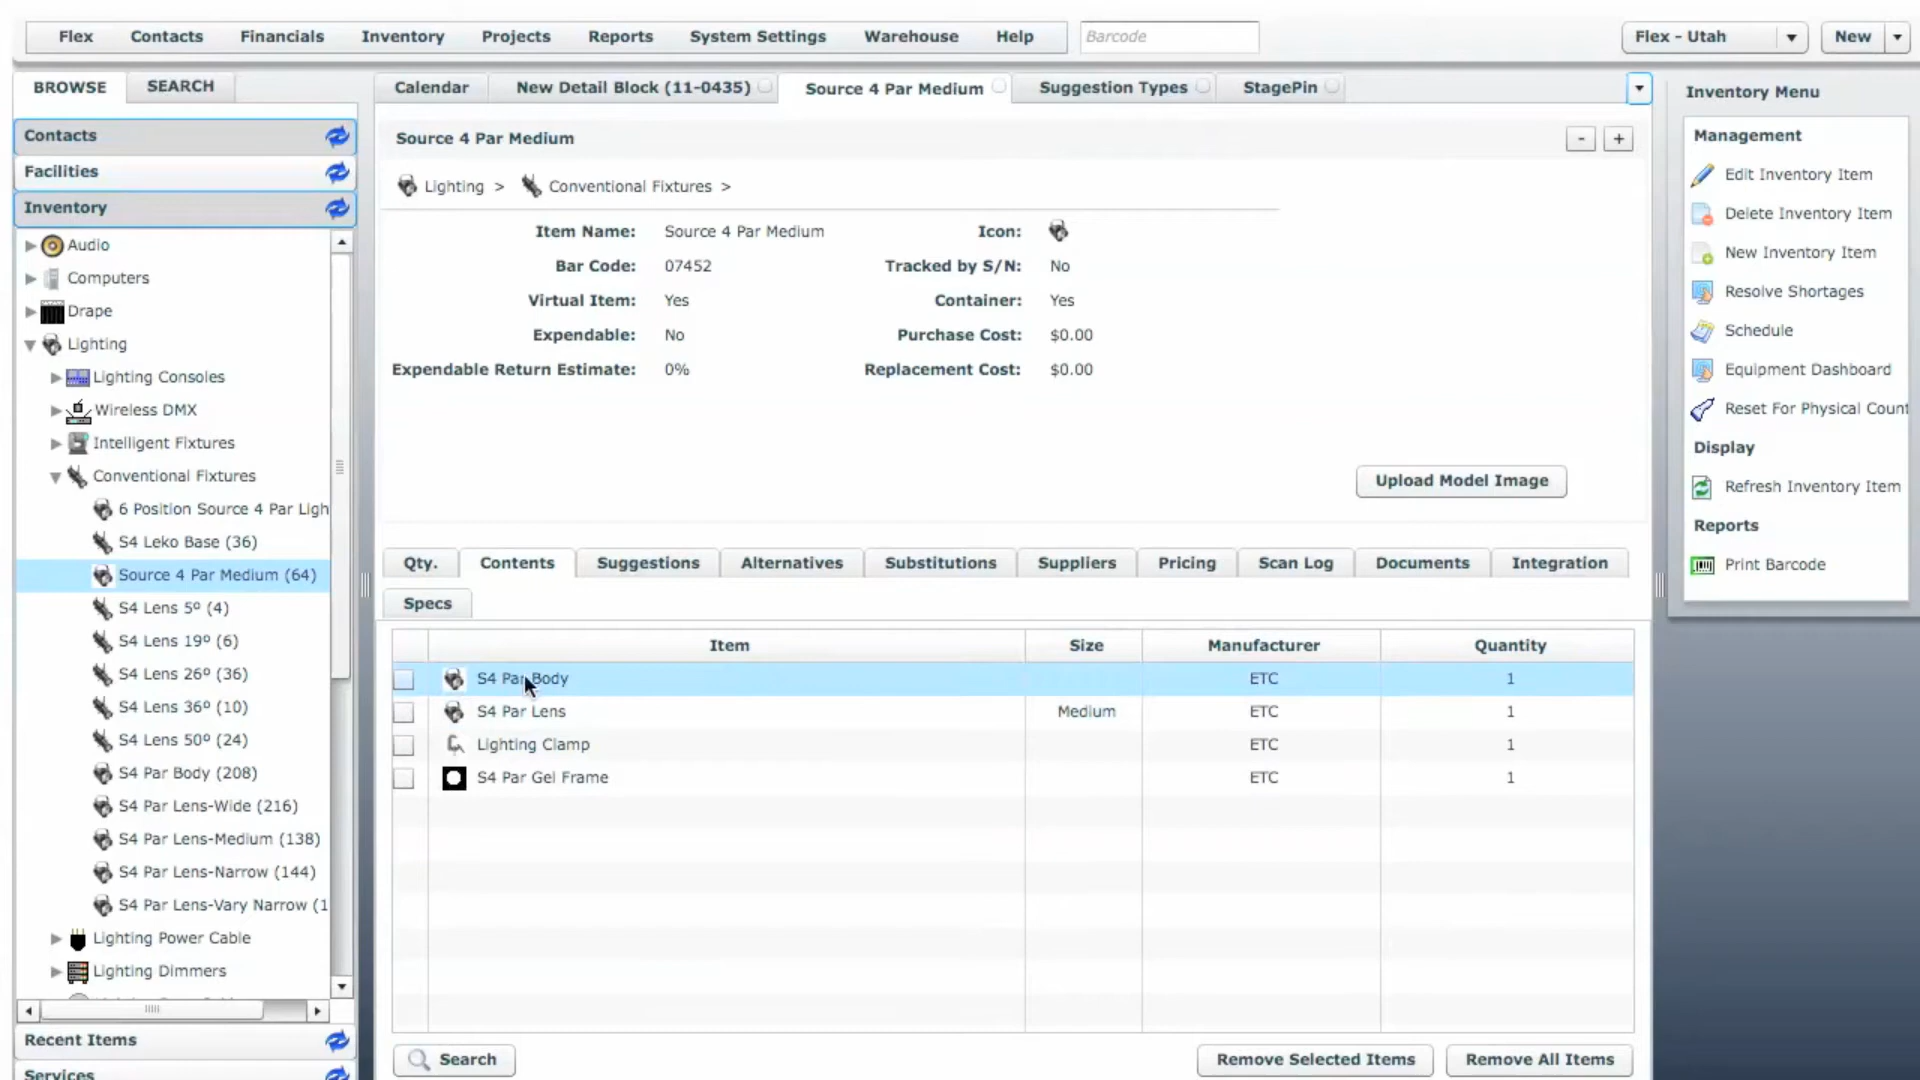 Flex Contacts Financials Inventory Projects Reports System Settings Warehouse Help Barcode Flex - Utah New
BROWSE SEARCH
Contacts
Facilities
Inventory
Audio
Computers
Drape
Lighting
Lighting Consoles
Wireless DMX
Intelligent Fixtures
Conventional Fixtures
6 Position Source 4 Par Ligh
S4 Leko Base (36)
Source 4 Par Medium (64)
S4 Lens 5º (4)
S4 Lens 19º (6)
S4 Lens 26º (36)
S4 Lens 36º (10)
S4 Lens 50º (24)
S4 Par Body (208)
S4 Par Lens-Wide (216)
S4 Par Lens-Medium (138)
S4 Par Lens-Narrow (144)
S4 Par Lens-Vary Narrow (1
Lighting Power Cable
Lighting Dimmers
Recent Items
Services
Calendar New Detail Block (11-0435) Source 4 Par Medium Suggestion Types StagePin
Source 4 Par Medium - +
Lighting > Conventional Fixtures >
Item Name: Source 4 Par Medium Icon:
Bar Code: 07452 Tracked by S/N: No
Virtual Item: Yes Container: Yes
Expendable: No Purchase Cost: $0.00
Expendable Return Estimate: 0% Replacement Cost: $0.00
Upload Model Image
Qty. Contents Suggestions Alternatives Substitutions Suppliers Pricing Scan Log Documents Integration
Specs
Item Size Manufacturer Quantity
S4 Par Body ETC 1
S4 Par Lens Medium ETC 1
Lighting Clamp ETC 1
S4 Par Gel Frame ETC 1
Search Remove Selected Items Remove All Items
Inventory Menu
Management
Edit Inventory Item
Delete Inventory Item
New Inventory Item
Resolve Shortages
Schedule
Equipment Dashboard
Reset For Physical Count
Display
Refresh Inventory Item
Reports
Print Barcode